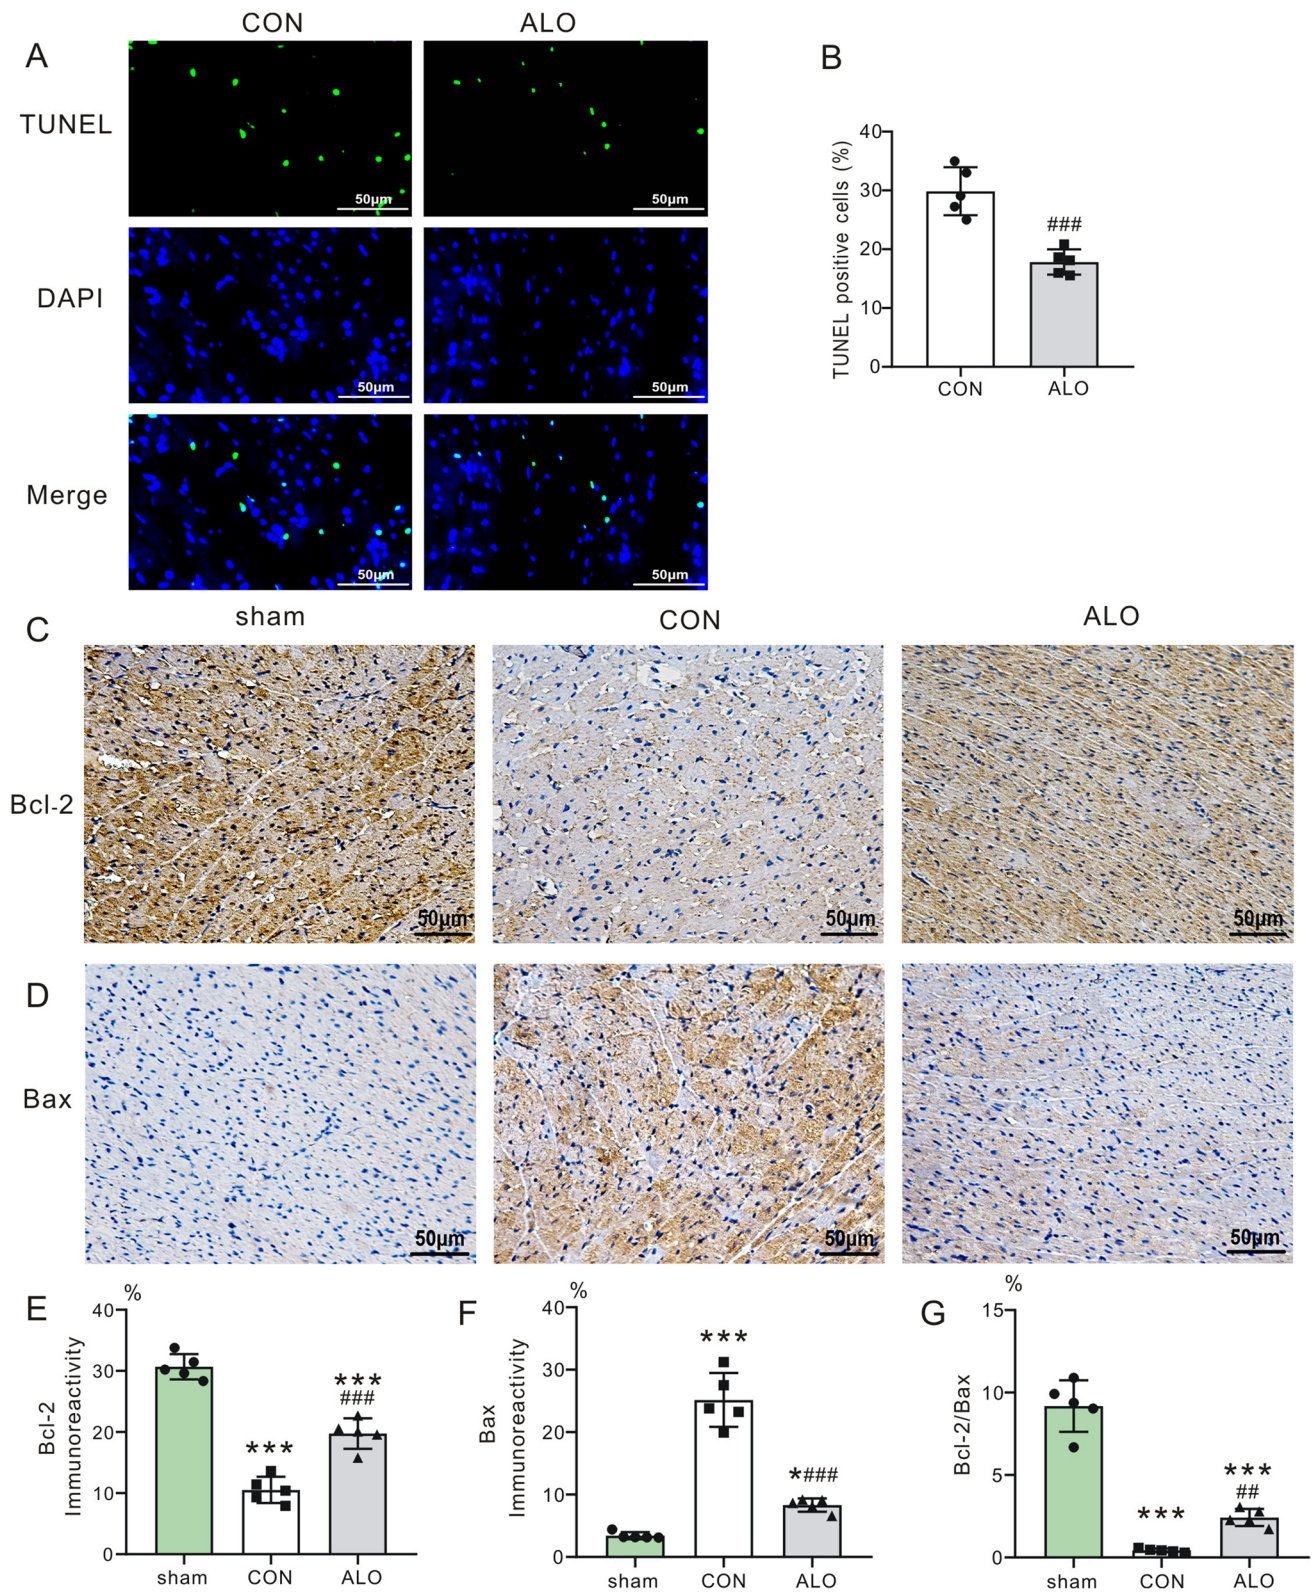 CON ALO
A
TUNEL
50μm 50μm
DAPI
50μm 50μm
Merge
50μm 50μm
B
TUNEL positive cells (%)
40
30
20
10
0
###
CON ALO
C
sham CON ALO
Bcl-2
50μm 50μm 50μm
D
Bax
50μm 50μm 50μm
E
%
Bcl-2
Immunoreactivity
40
30
20
10
0
***
***
###
sham CON ALO
F
%
Bax
Immunoreactivity
40
30
20
10
0
***
*###
sham CON ALO
G
%
Bcl-2/Bax
15
10
5
0
***
***
##
sham CON ALO